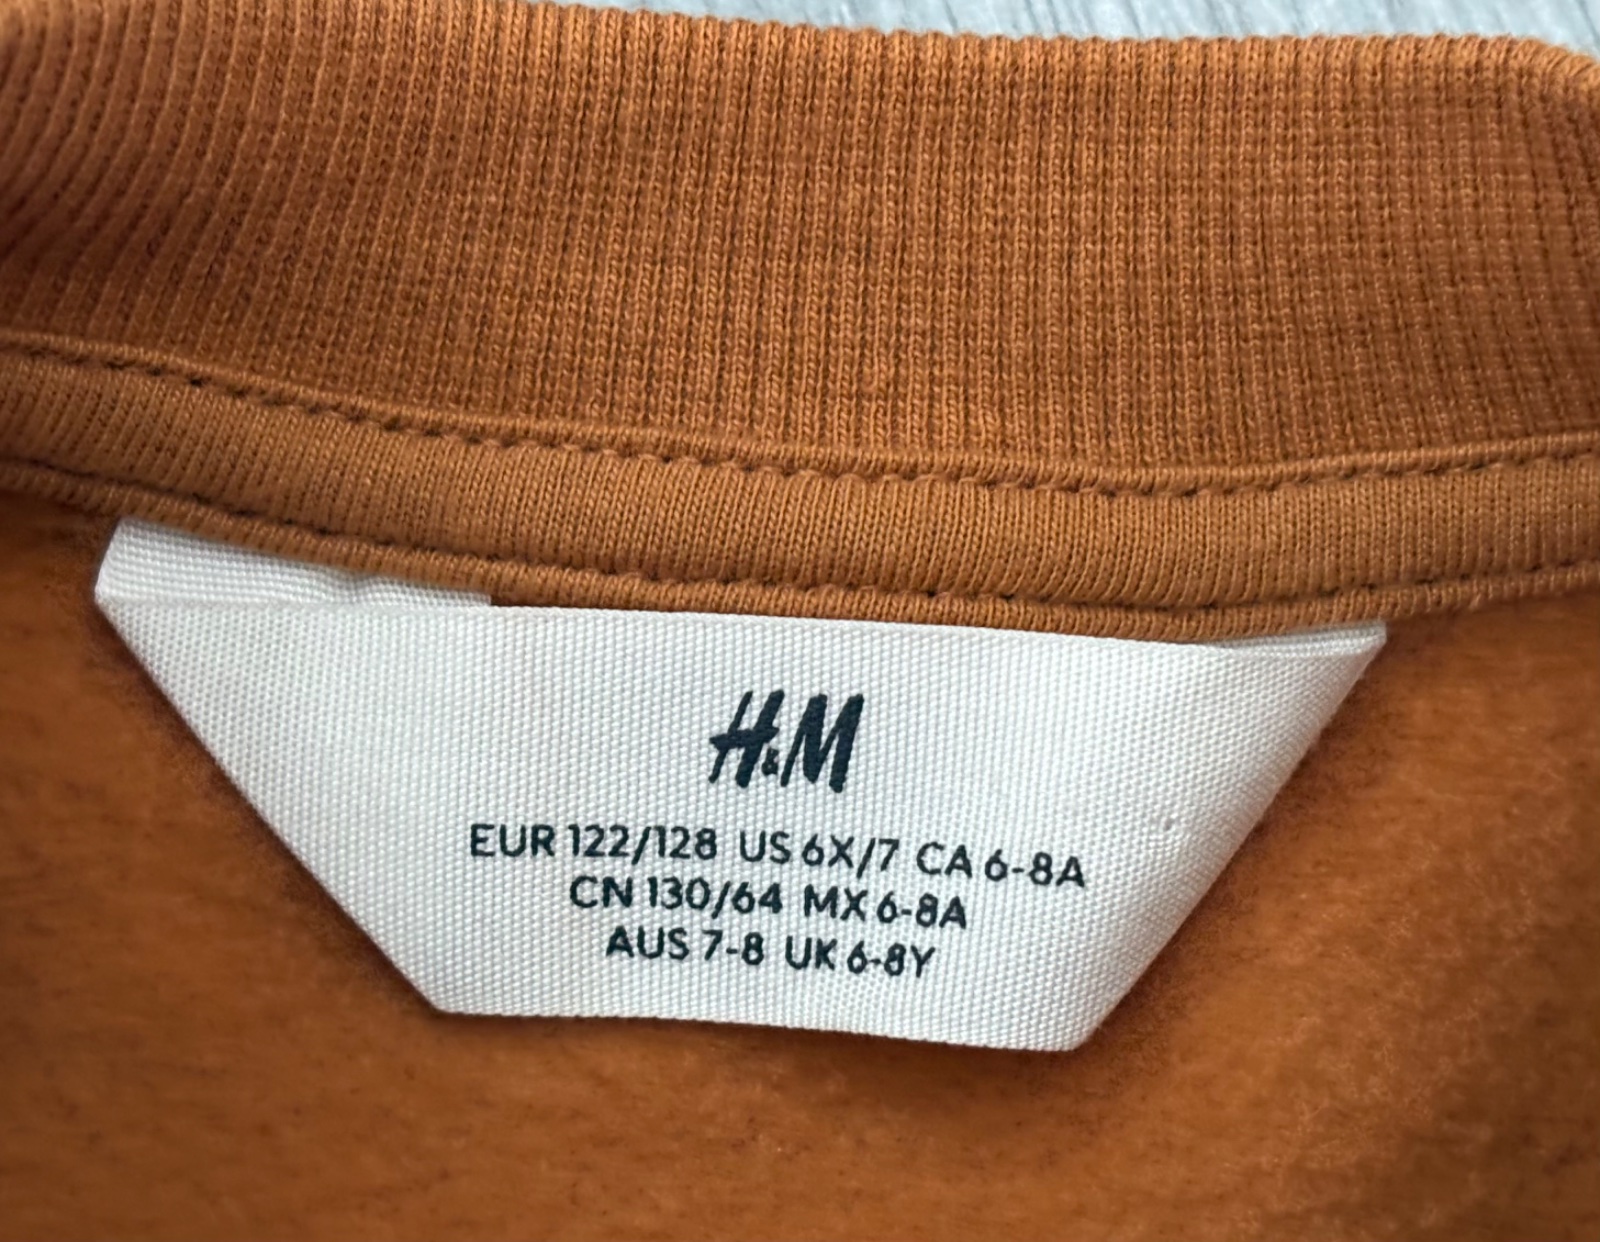 H&M
EUR 122/128 US 6X/7 CA 6-8A
CN 130/64 MX 6-8A
AUS 7-8 UK 6-8Y